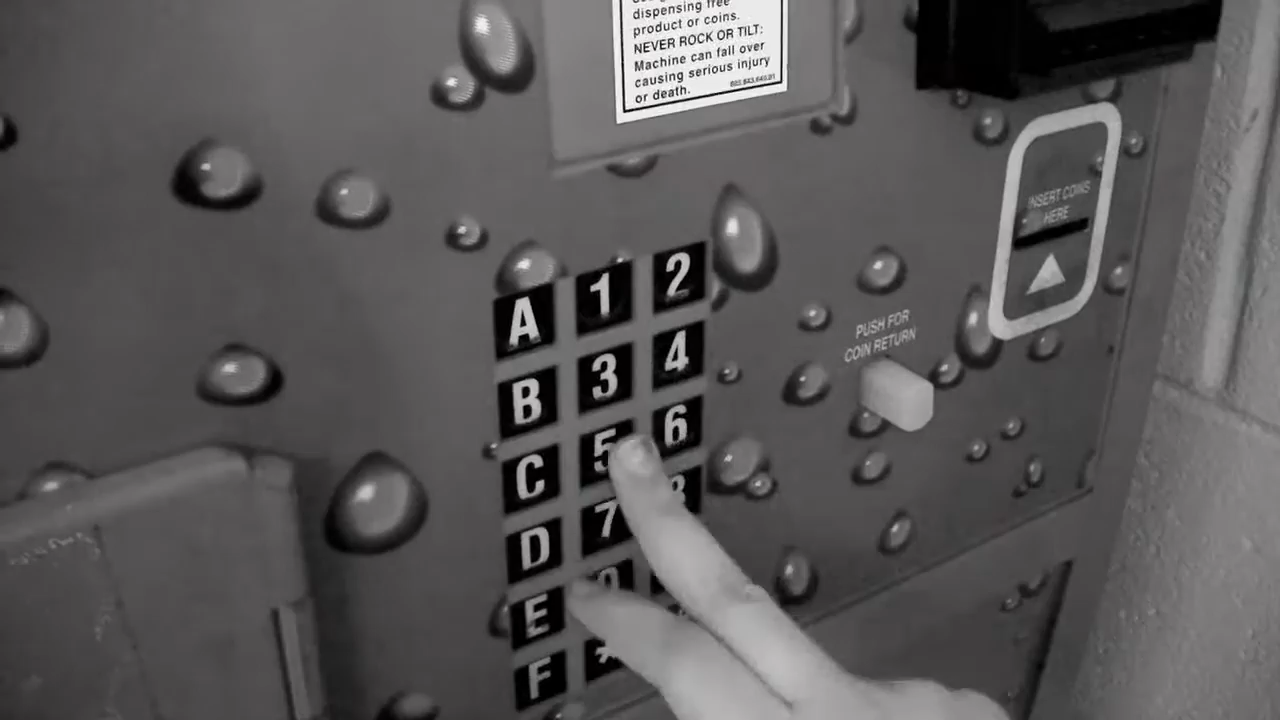 dispensing free
product or coins.
NEVER ROCK OR TILT:
Machine can fall over
causing serious injury
or death.
INSERT COINS
HERE
PUSH FOR
COIN RETURN
A 1 2
B 3 4
C 5 6
D 7 8
E
F *